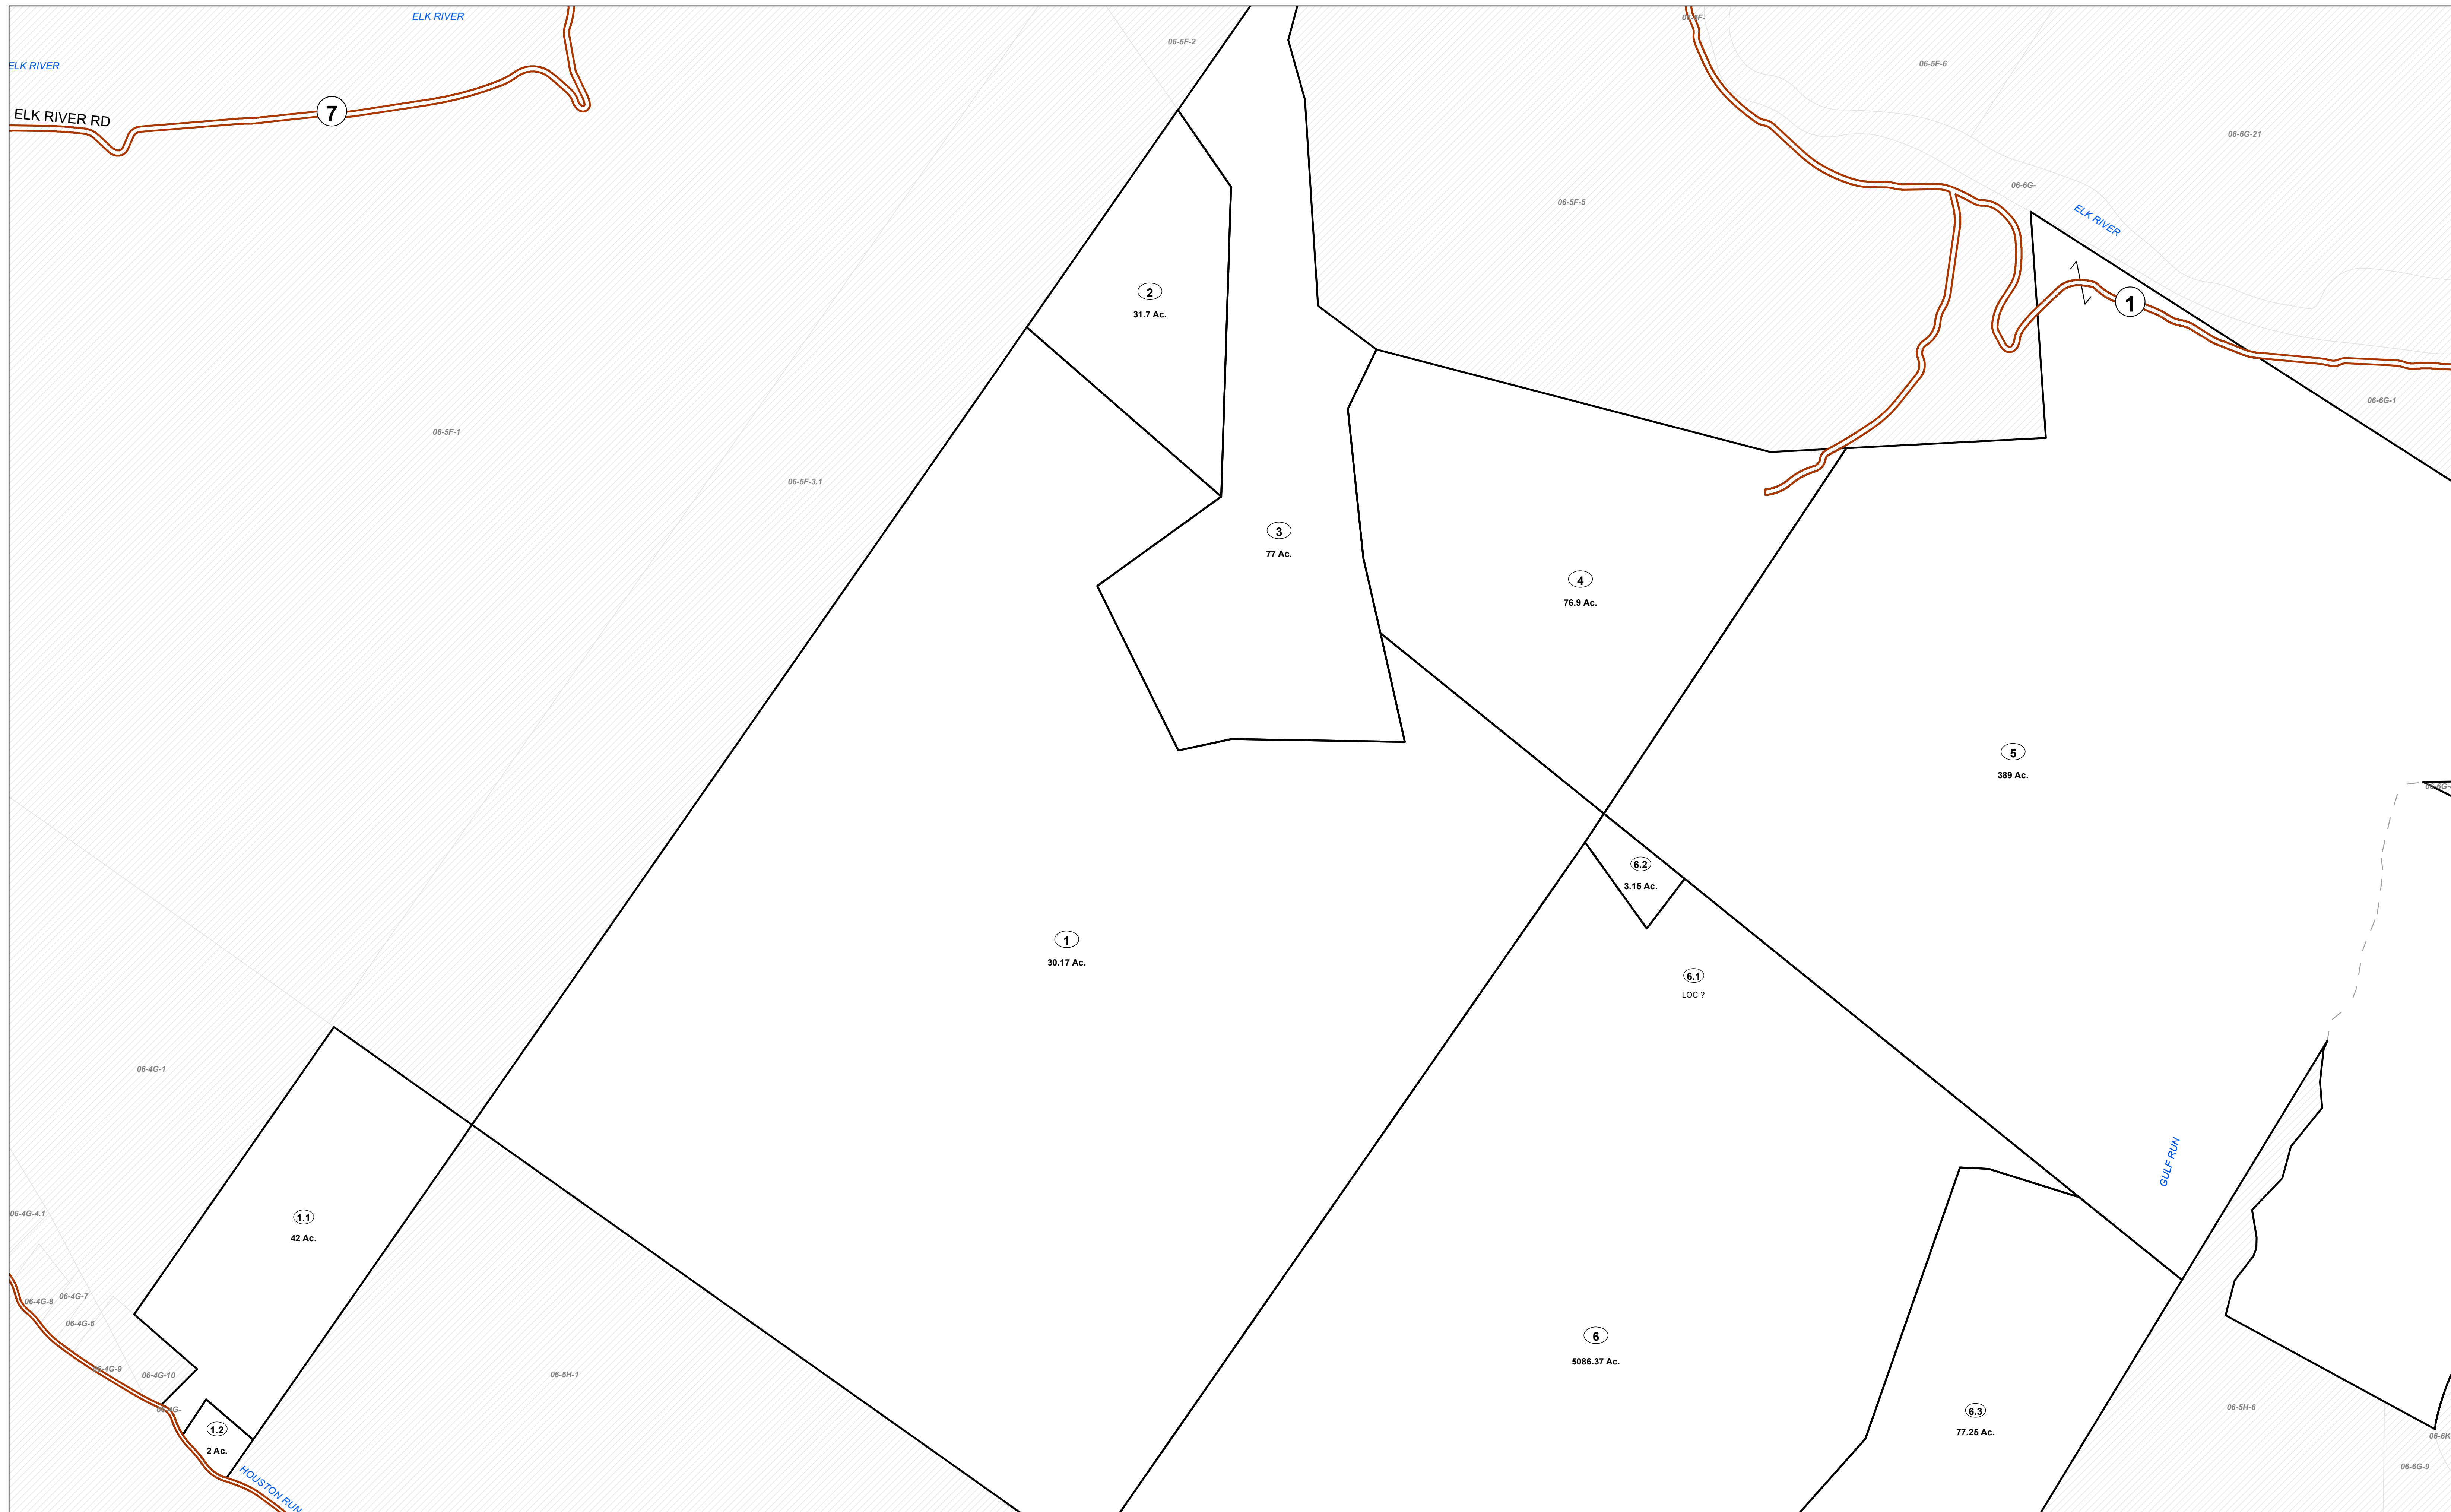 ELK RIVER
ELK RIVER
ELK RIVER RD
7
06-5F-2
06-5F-6
06-6G-21
06-6G-
06-5F-5
ELK RIVER
1
2
31.7 Ac.
06-6G-1
06-5F-1
06-5F-3.1
3
77 Ac.
4
76.9 Ac.
5
389 Ac.
6.2
3.15 Ac.
1
30.17 Ac.
6.1
LOC ?
06-4G-1
GULF RUN
06-4G-4.1
1.1
42 Ac.
06-4G-7
06-4G-8
06-4G-6
6
5086.37 Ac.
06-4G-9
06-4G-10
06-5H-1
06-5H-6
6.3
77.25 Ac.
1.2
2 Ac.
06-6K
06-6G-9
HOUSTON RUN